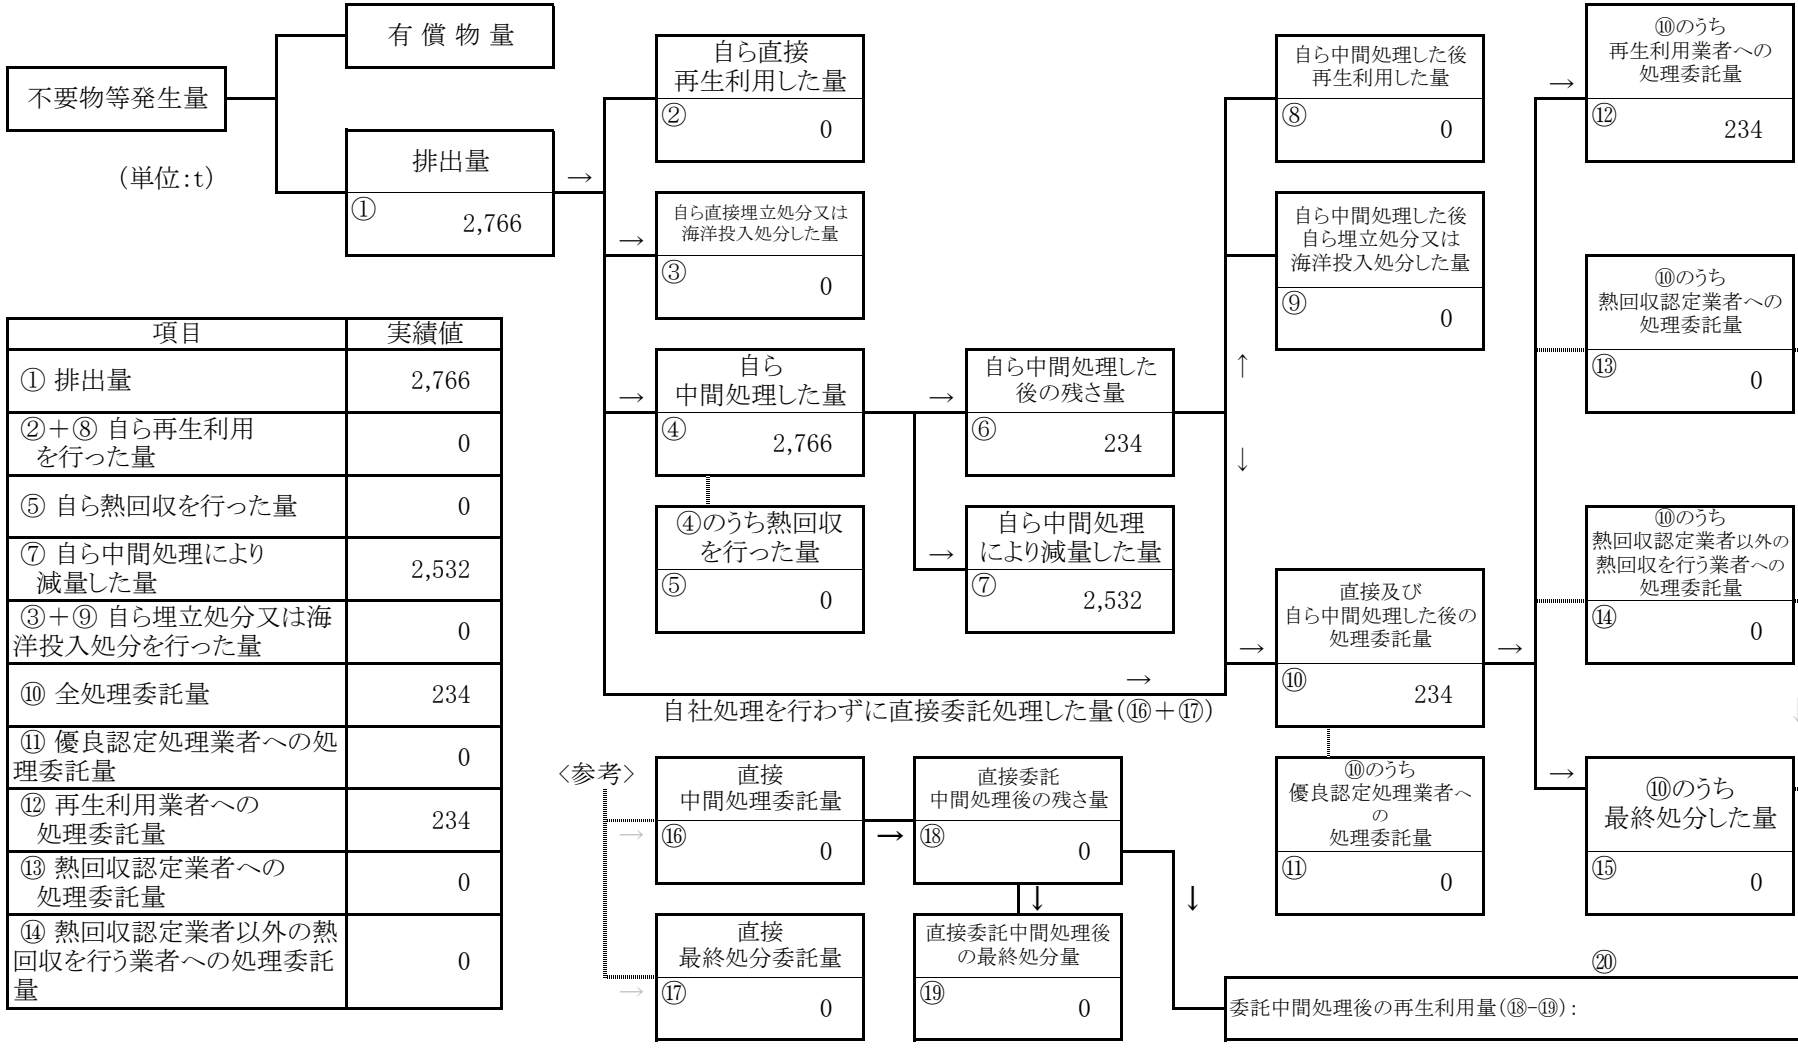 有 償 物 量
不要物等発生量
(単位:t)
排出量
①
2,766
→
自ら直接
再生利用した量
②
0
→
自ら直接埋立処分又は
海洋投入処分した量
③
0
→
自ら
中間処理した量
④
2,766
④のうち熱回収
を行った量
⑤
0
→
自ら中間処理した
後の残さ量
⑥
234
→
自ら中間処理
により減量した量
⑦
2,532
自ら中間処理した後
再生利用した量
⑧
0
自ら中間処理した後
自ら埋立処分又は
海洋投入処分した量
⑨
0
↑
↓
→
自社処理を行わずに直接委託処理した量(⑯+⑰)
→
直接及び
自ら中間処理した後の
処理委託量
⑩
234
→
⑩のうち
優良認定処理業者へ
の
処理委託量
⑪
0
→
⑩のうち
再生利用業者への
処理委託量
⑫
234
⑩のうち
熱回収認定業者への
処理委託量
⑬
0
⑩のうち
熱回収認定業者以外の
熱回収を行う業者への
処理委託量
⑭
0
→
⑩のうち
最終処分した量
⑮
0
項目 実績値
① 排出量 2,766
②+⑧ 自ら再生利用
を行った量 0
⑤ 自ら熱回収を行った量 0
⑦ 自ら中間処理により
減量した量 2,532
③+⑨ 自ら埋立処分又は海
洋投入処分を行った量 0
⑩ 全処理委託量 234
⑪ 優良認定処理業者への処
理委託量 0
⑫ 再生利用業者への
処理委託量 234
⑬ 熱回収認定業者への
処理委託量 0
⑭ 熱回収認定業者以外の熱
回収を行う業者への処理委託
量 0
<参考>
→
直接
中間処理委託量
⑯
0
→
直接委託
中間処理後の残さ量
⑱
0
↓
↓
→
直接
最終処分委託量
⑰
0
直接委託中間処理後
の最終処分量
⑲
0
⑳
委託中間処理後の再生利用量(⑱-⑲):